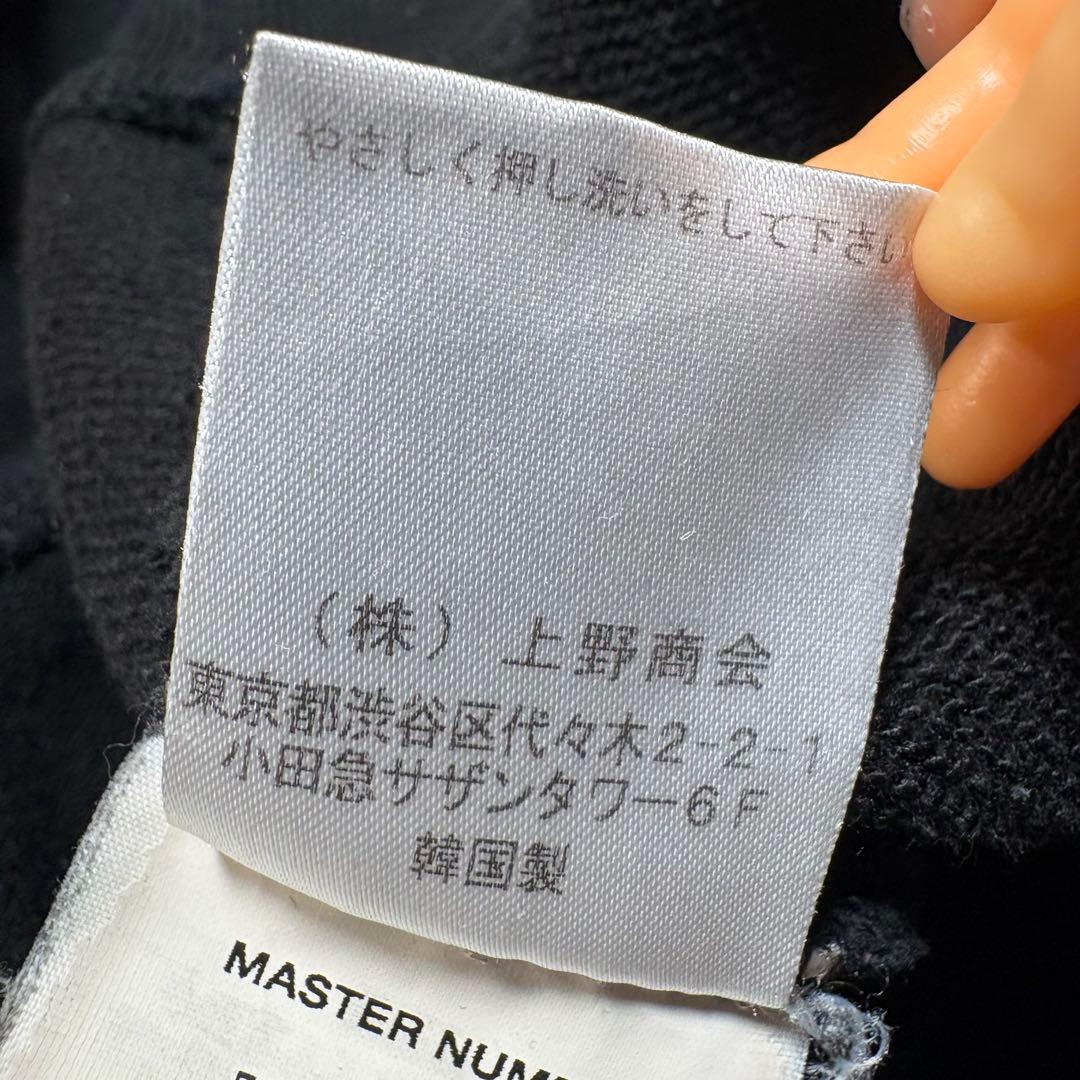 やさしく押し洗いをして下さい
（株） 上野商会
東京都渋谷区代々木2-2-1
小田急サザンタワー6F
韓国製
MASTER